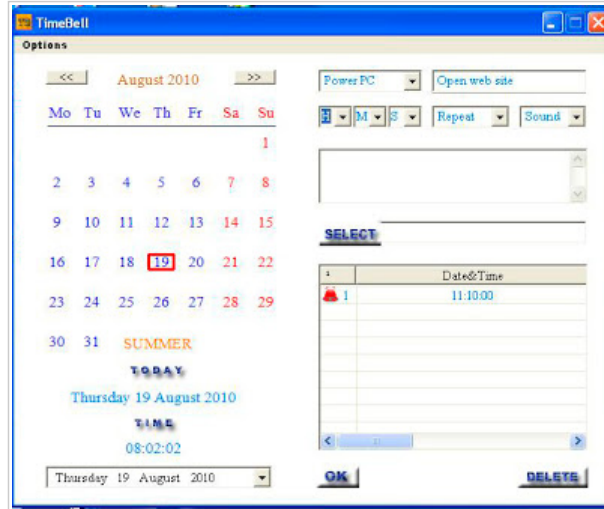 TimeBell
Options
<< August 2010 >>
Mo Tu We Th Fr Sa Su
1
2 3 4 5 6 7 8
9 10 11 12 13 14 15
16 17 18 19 20 21 22
23 24 25 26 27 28 29
30 31 SUMMER
TODAY
Thursday 19 August 2010
TIME
08:02:02
Thursday 19 August 2010
Power PC Open web site
H M S Repeat Sound
SELECT
Date&Time
1 11:10:00
OK DELETE